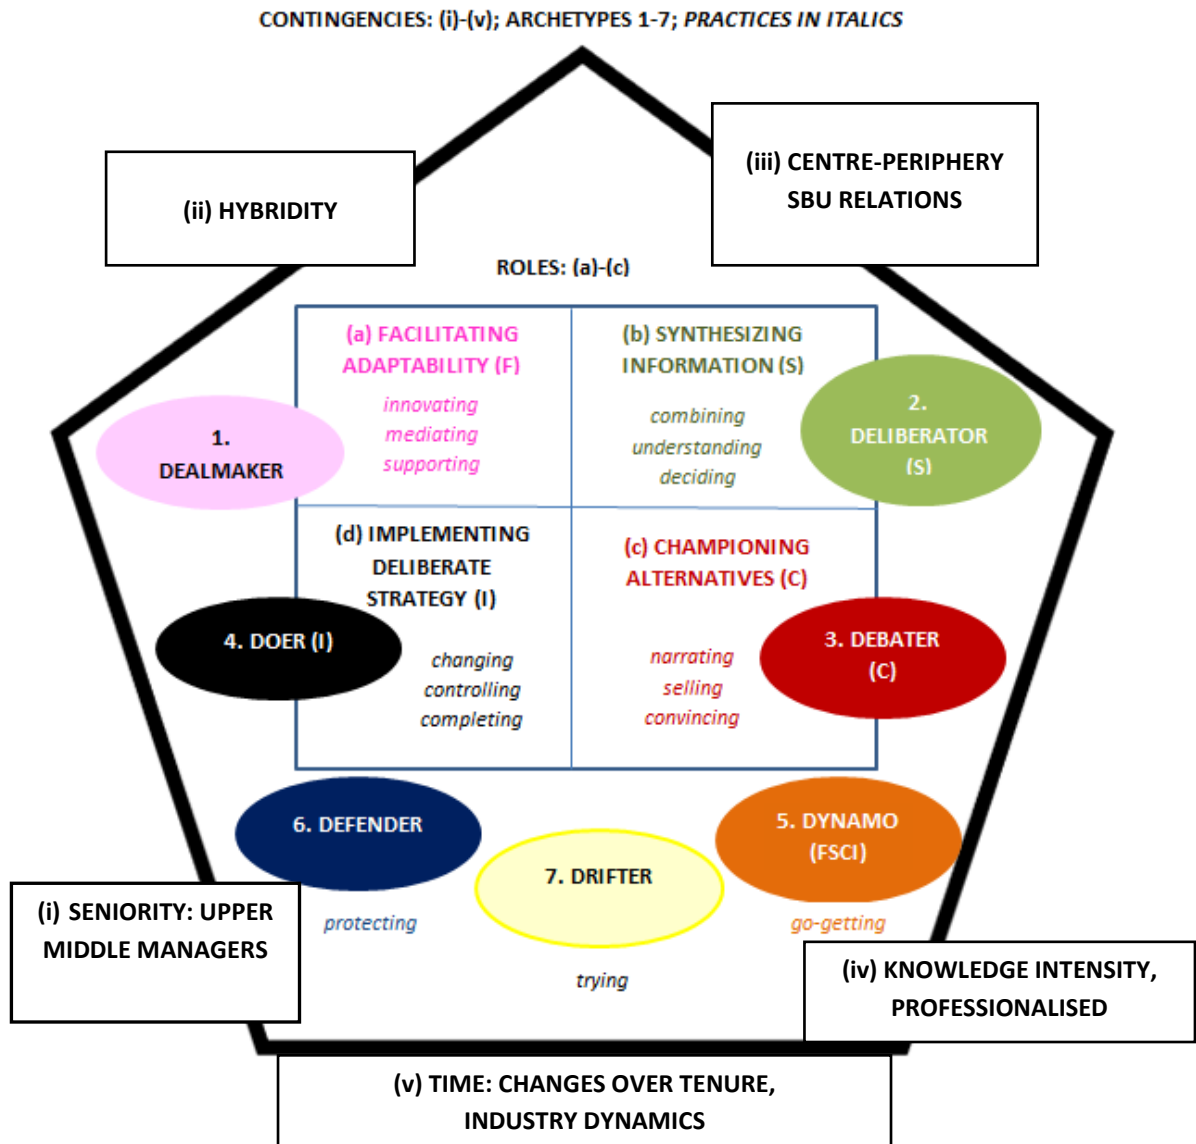 CONTINGENCIES: (i)-(v); ARCHETYPES 1-7; PRACTICES IN ITALICS
(ii) HYBRIDITY
(iii) CENTRE-PERIPHERY
SBU RELATIONS
ROLES: (a)-(c)
(a) FACILITATING
ADAPTABILITY (F)
innovating
mediating
supporting
(b) SYNTHESIZING
INFORMATION (S)
combining
understanding
deciding
1.
DEALMAKER
2.
DELIBERATOR
(S)
(d) IMPLEMENTING
DELIBERATE
STRATEGY (I)
changing
controlling
completing
(c) CHAMPIONING
ALTERNATIVES (C)
narrating
selling
convincing
4. DOER (I)
3. DEBATER
(C)
6. DEFENDER
protecting
7. DRIFTER
trying
5. DYNAMO
(FSCI)
go-getting
(i) SENIORITY: UPPER
MIDDLE MANAGERS
(iv) KNOWLEDGE INTENSITY,
PROFESSIONALISED
(v) TIME: CHANGES OVER TENURE,
INDUSTRY DYNAMICS